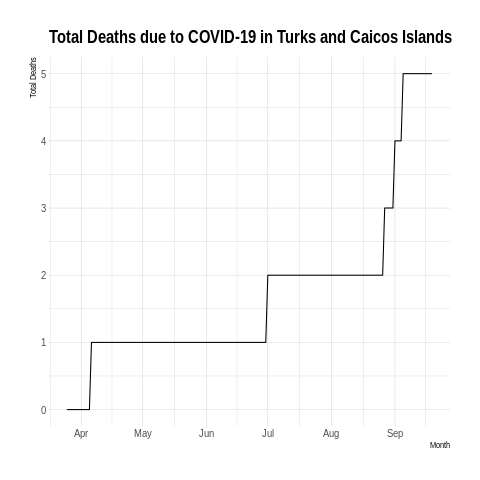 Total Deaths due to COVID-19 in Turks and Caicos Islands
Total Deaths
5
4
3
2
1
0
Apr May Jun Jul Aug Sep
Month